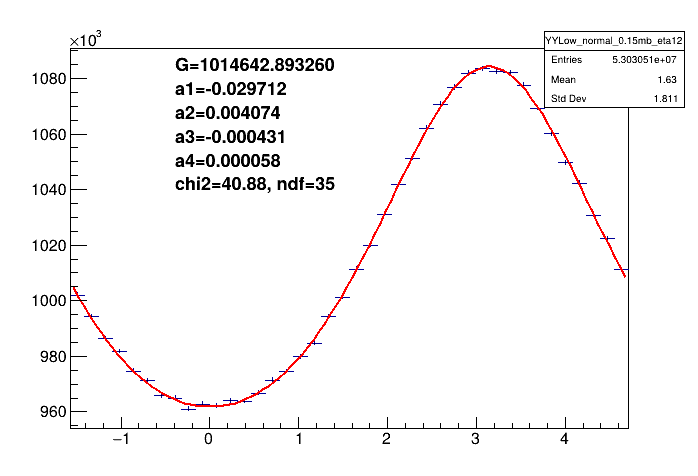 ×10³
G=1014642.893260
a1=-0.029712
a2=0.004074
a3=-0.000431
a4=0.000058
chi2=40.88, ndf=35
YYLow_normal_0.15mb_eta12
Entries 5.303051e+07
Mean 1.63
Std Dev 1.811
1080
1060
1040
1020
1000
980
960
−1 0 1 2 3 4